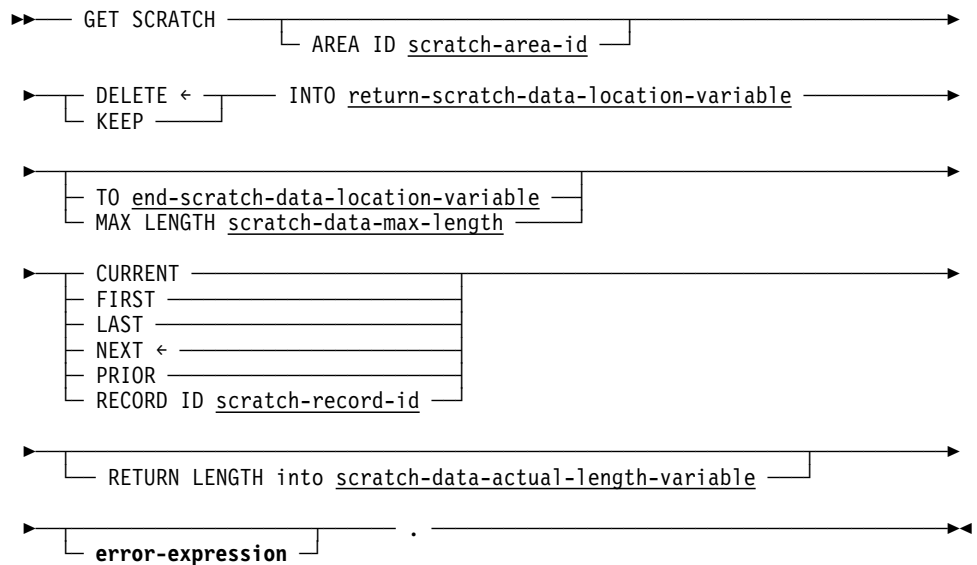 GET SCRATCH
AREA ID scratch-area-id
DELETE ← INTO return-scratch-data-location-variable
KEEP
TO end-scratch-data-location-variable
MAX LENGTH scratch-data-max-length
CURRENT
FIRST
LAST
NEXT ←
PRIOR
RECORD ID scratch-record-id
RETURN LENGTH into scratch-data-actual-length-variable
.
error-expression